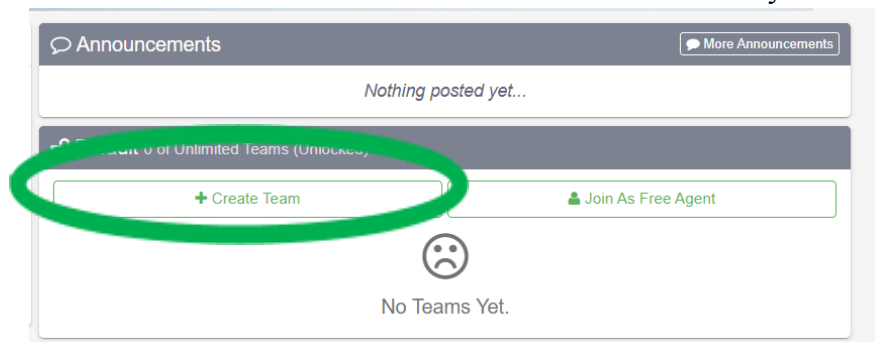 Announcements
More Announcements
Nothing posted yet...
0 of Unlimited Teams (Unlocked)
+ Create Team
Join As Free Agent
No Teams Yet.